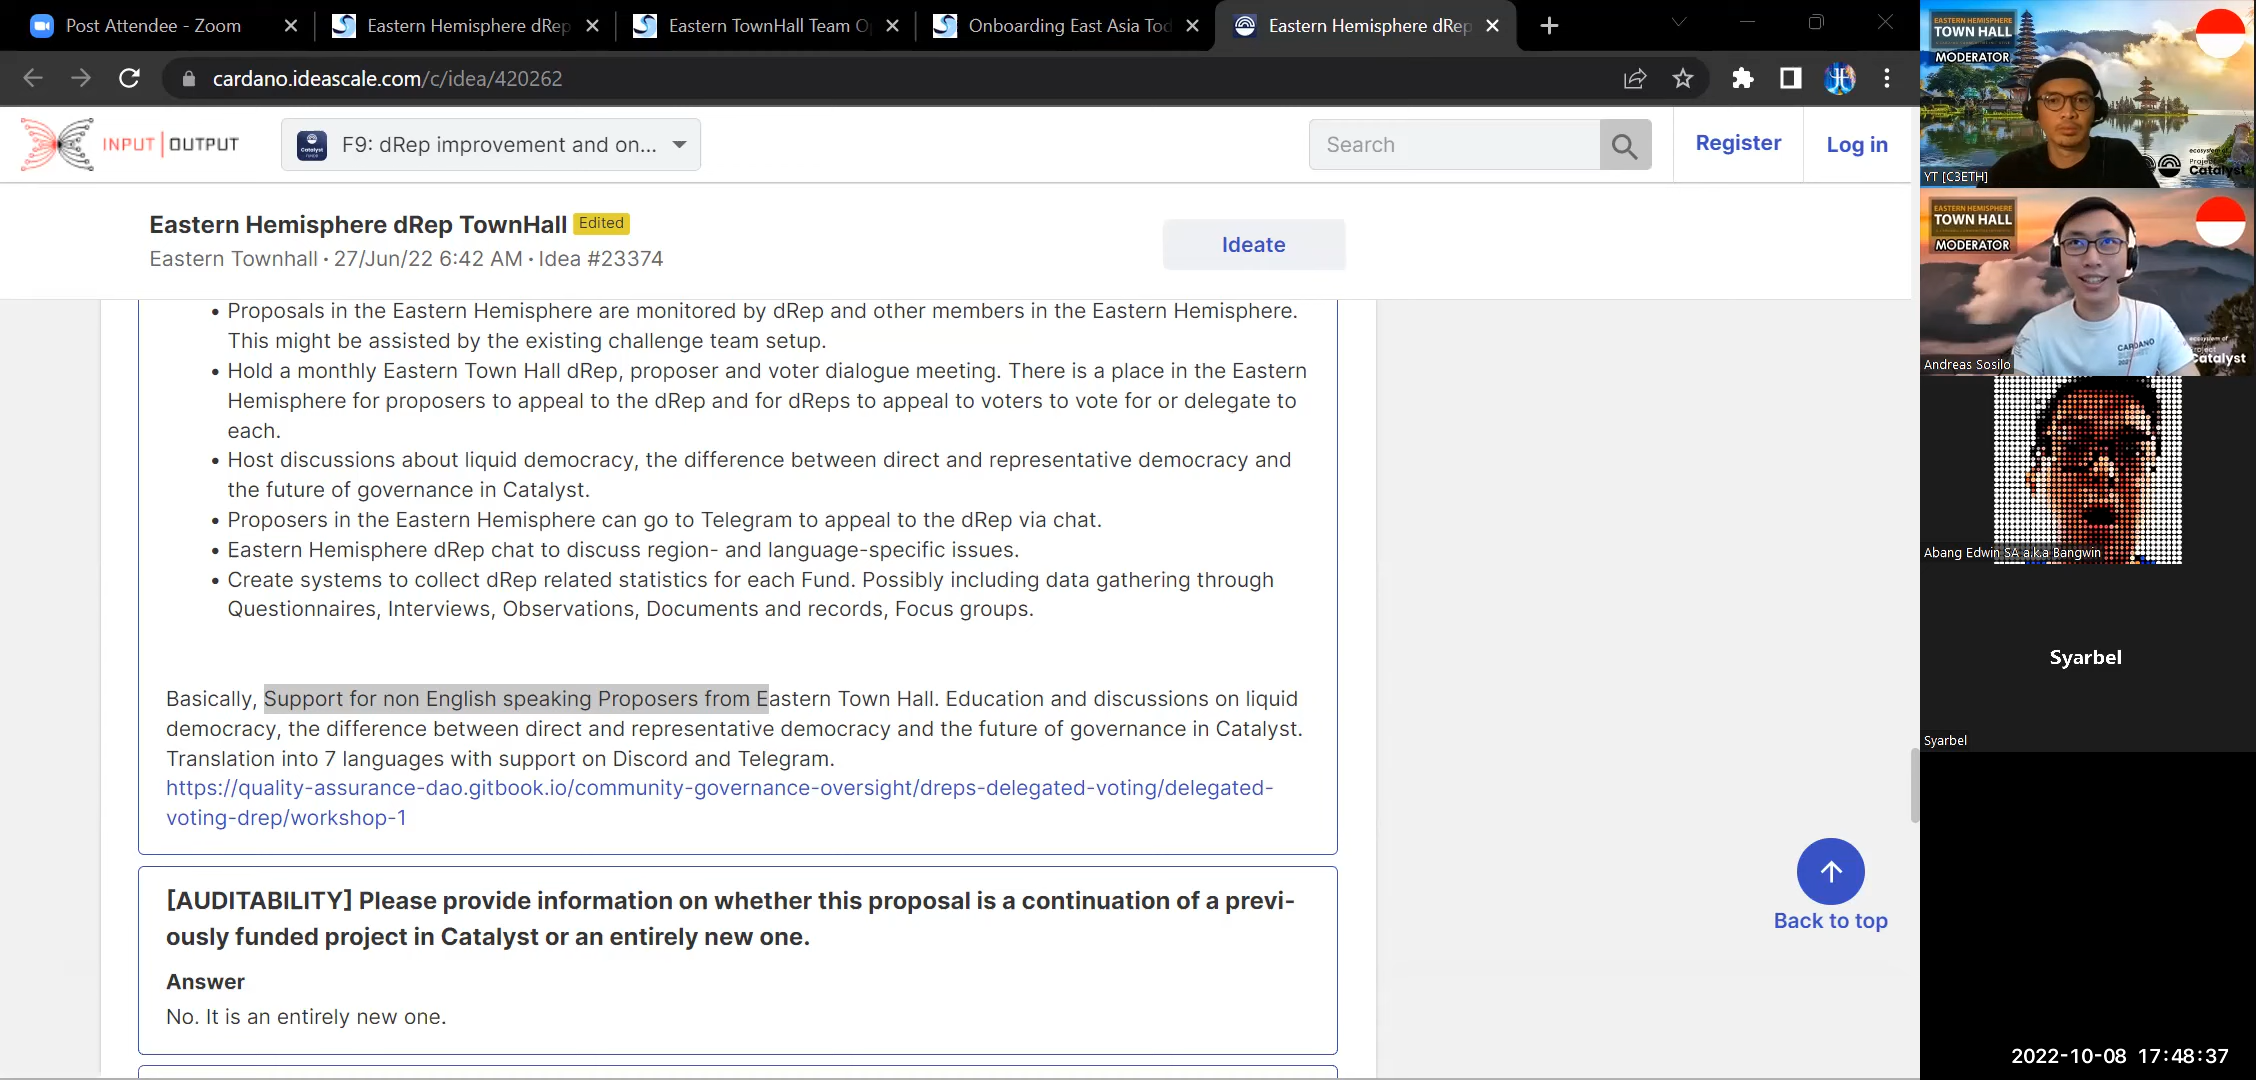 Post Attendee - Zoom
Eastern Hemisphere dRep
Eastern TownHall Team O
Onboarding East Asia Tod
Eastern Hemisphere dRep
cardano.ideascale.com/c/idea/420262
INPUT | OUTPUT
F9: dRep improvement and on...
Search
Register
Log in
Eastern Hemisphere dRep TownHall Edited
Eastern Townhall • 27/Jun/22 6:42 AM • Idea #23374
Ideate
• Proposals in the Eastern Hemisphere are monitored by dRep and other members in the Eastern Hemisphere.
This might be assisted by the existing challenge team setup.
• Hold a monthly Eastern Town Hall dRep, proposer and voter dialogue meeting. There is a place in the Eastern
Hemisphere for proposers to appeal to the dRep and for dReps to appeal to voters to vote for or delegate to
each.
• Host discussions about liquid democracy, the difference between direct and representative democracy and
the future of governance in Catalyst.
• Proposers in the Eastern Hemisphere can go to Telegram to appeal to the dRep via chat.
• Eastern Hemisphere dRep chat to discuss region- and language-specific issues.
• Create systems to collect dRep related statistics for each Fund. Possibly including data gathering through
Questionnaires, Interviews, Observations, Documents and records, Focus groups.
Basically, Support for non English speaking Proposers from Eastern Town Hall. Education and discussions on liquid
democracy, the difference between direct and representative democracy and the future of governance in Catalyst.
Translation into 7 languages with support on Discord and Telegram.
https://quality-assurance-dao.gitbook.io/community-governance-oversight/dreps-delegated-voting/delegated-
voting-drep/workshop-1
[AUDITABILITY] Please provide information on whether this proposal is a continuation of a previ-
ously funded project in Catalyst or an entirely new one.
Answer
No. It is an entirely new one.
Back to top
EASTERN HEMISPHERE
TOWN HALL
MODERATOR
ecosystem of
Project
Catalyst
YT [C3ETH]
EASTERN HEMISPHERE
TOWN HALL
MODERATOR
CARDANO
SUMMIT
ecosystem of
Catalyst
Andreas Sosilo
Abang Edwin SA a.k.a Bangwin
Syarbel
Syarbel
2022-10-08 17:48:37